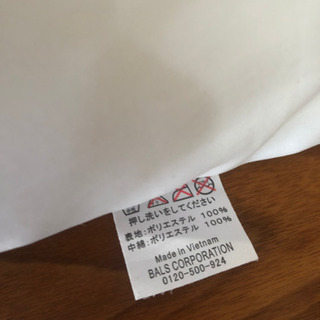 押し洗いをしてください
表地:ポリエステル 100%
中綿:ポリエステル 100%
Made in Vietnam
BALS CORPORATION
0120-500-924